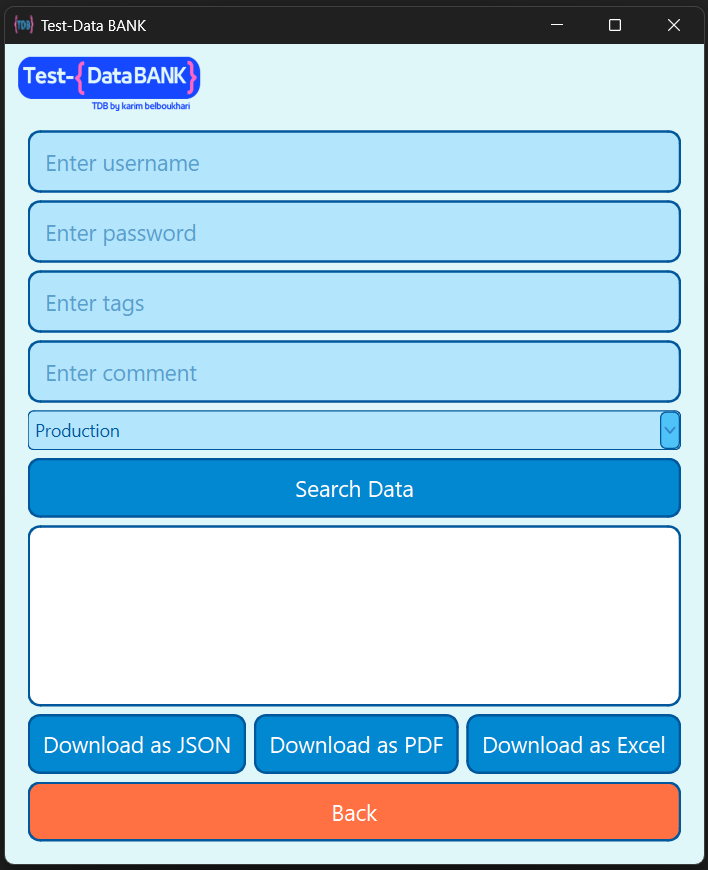 {TDB} Test-Data BANK
Test-{DataBANK}
TDB by karim belboukhari
Enter username
Enter password
Enter tags
Enter comment
Production
Search Data
Download as JSON Download as PDF Download as Excel
Back